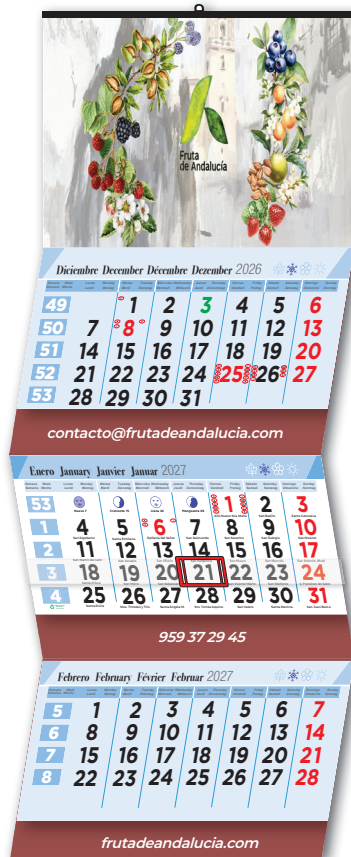 Fruta
de Andalucía
Diciembre December Décembre Dezember 2026
49 1 2 3 4 5 6
50 7 8 9 10 11 12 13
51 14 15 16 17 18 19 20
52 21 22 23 24 25 26 27
53 28 29 30 31
contacto@frutadeandalucia.com
Enero January Janvier Januar 2027
53 1 2 3
1 4 5 6 7 8 9 10
2 11 12 13 14 15 16 17
3 18 19 20 21 22 23 24
4 25 26 27 28 29 30 31
959 37 29 45
Febrero February Février Februar 2027
5 1 2 3 4 5 6 7
6 8 9 10 11 12 13 14
7 15 16 17 18 19 20 21
8 22 23 24 25 26 27 28
frutadeandalucia.com